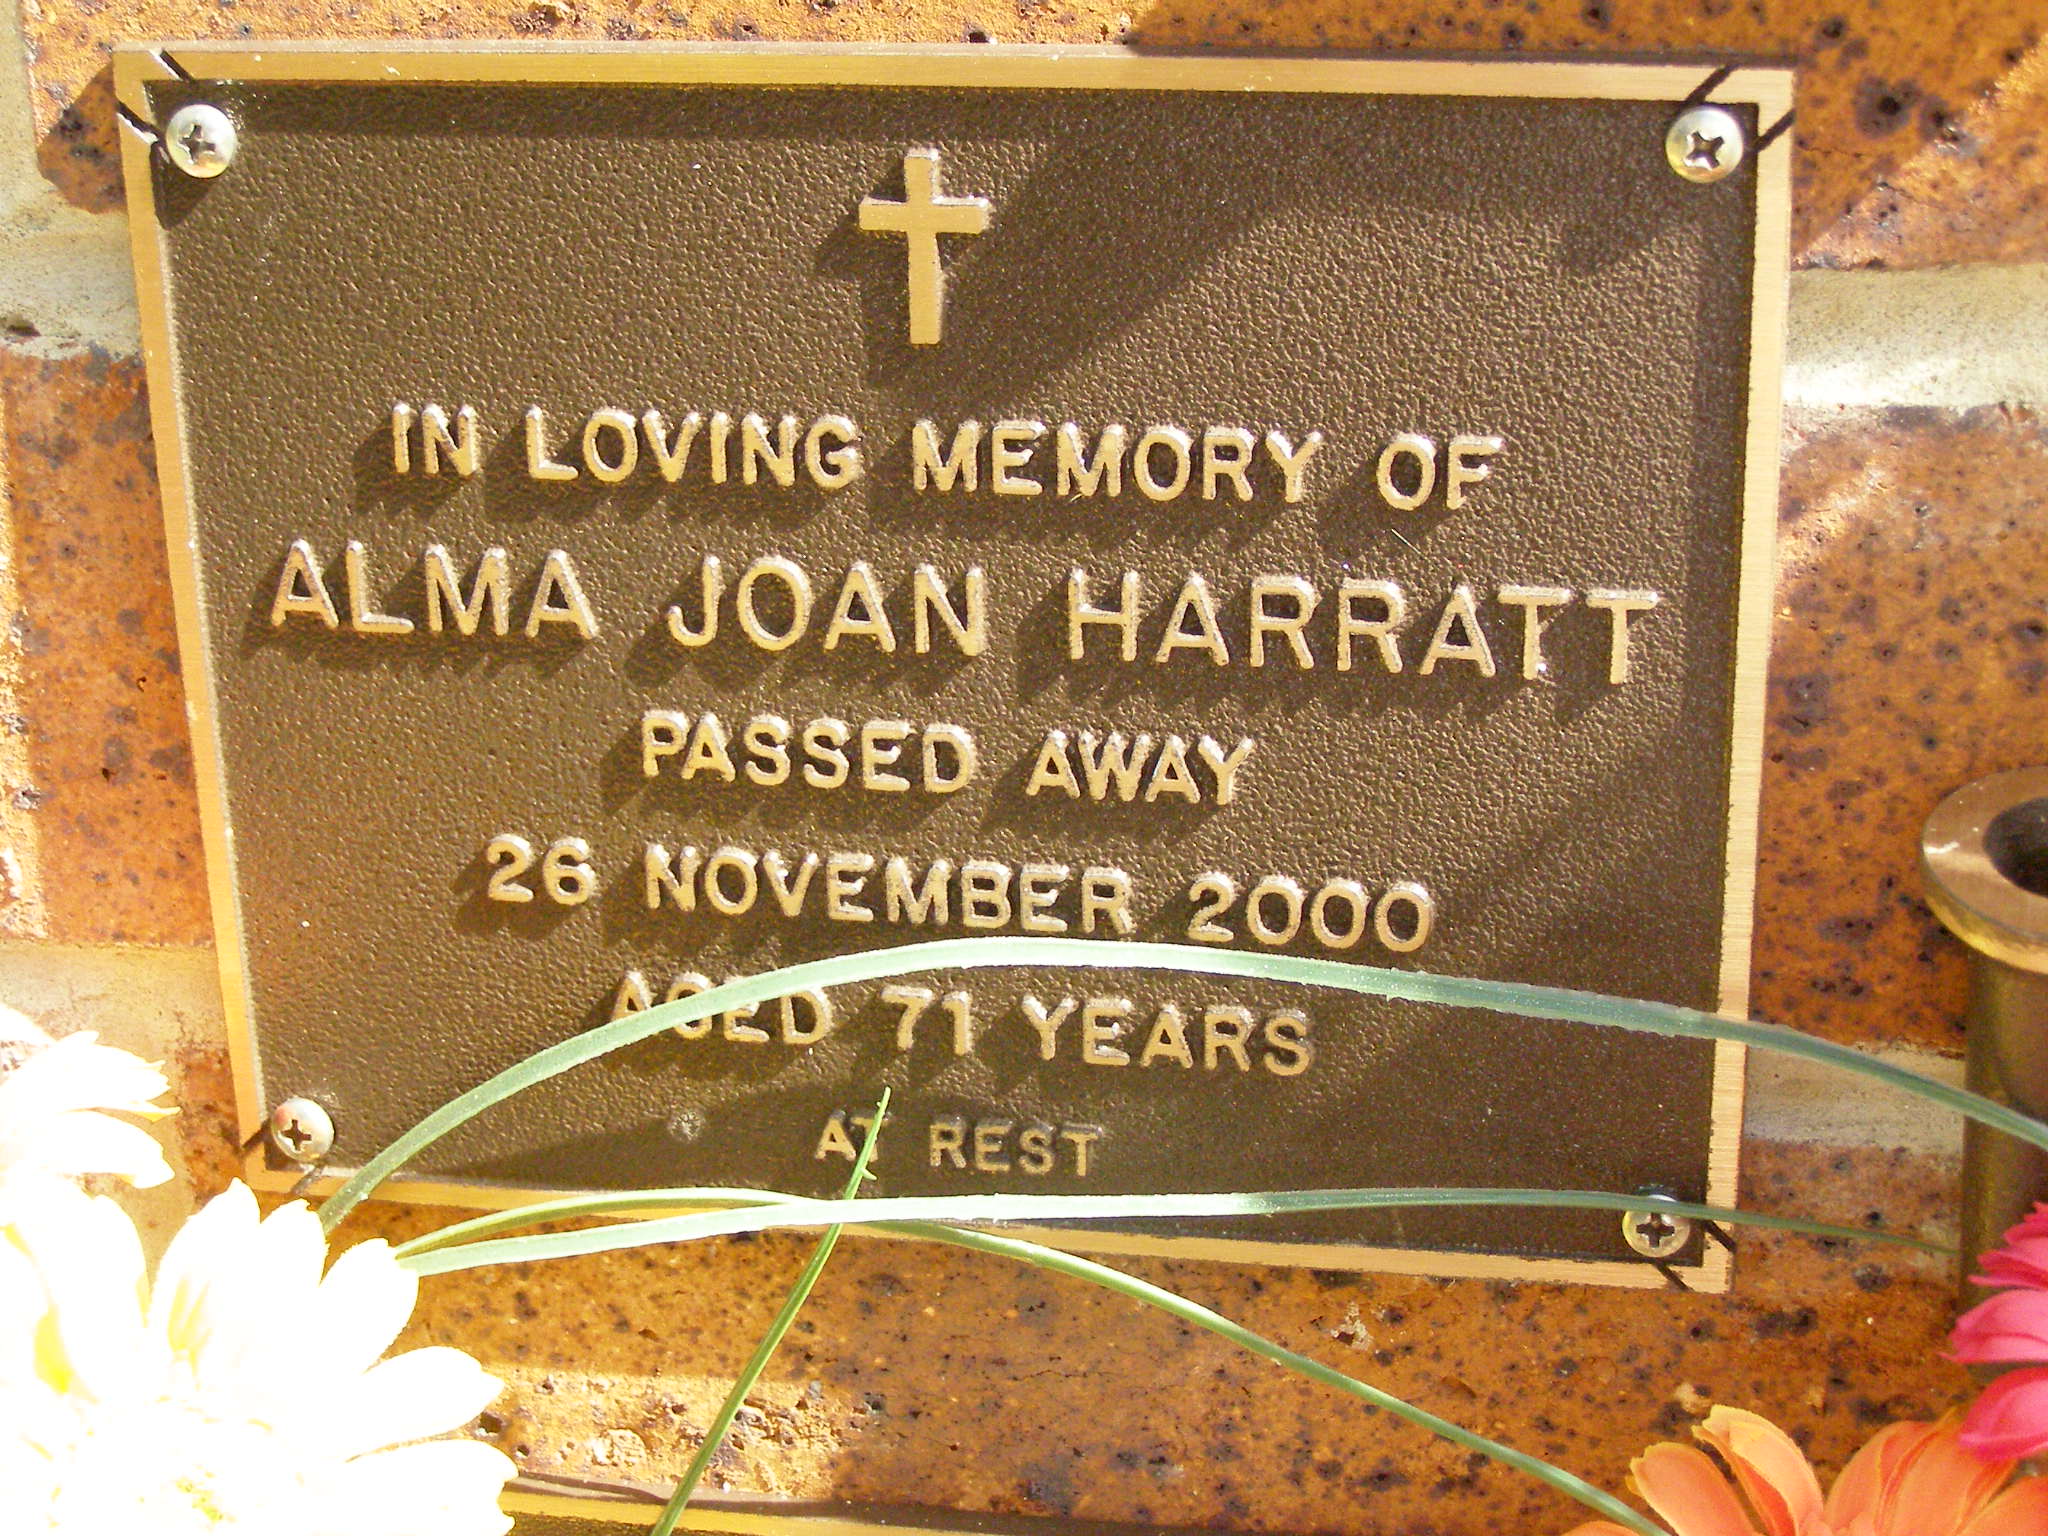 IN LOVING MEMORY OF
ALMA JOAN HARRATT
PASSED AWAY
26 NOVEMBER 2000
AGED 71 YEARS
AT REST